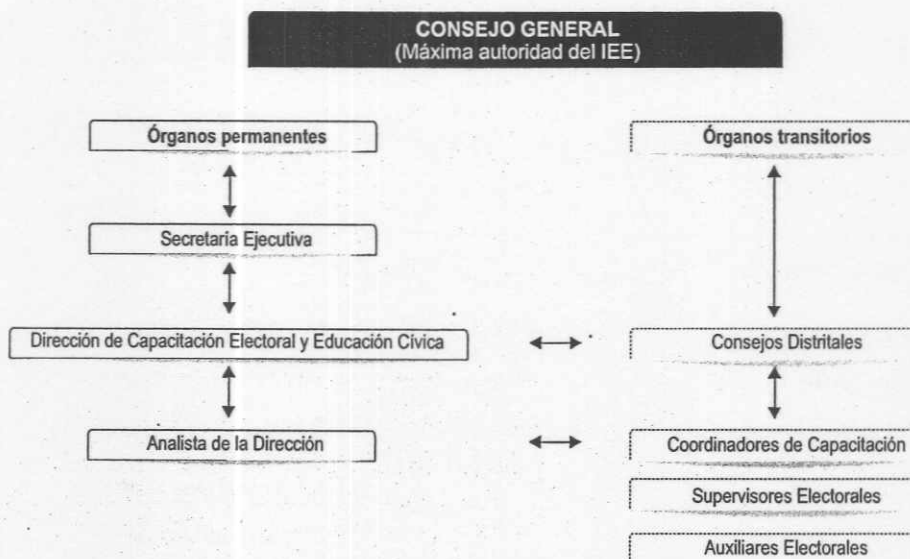 CONSEJO GENERAL
(Máxima autoridad del IEE)
Órganos permanentes
Órganos transitorios
Secretaría Ejecutiva
Dirección de Capacitación Electoral y Educación Cívica
Consejos Distritales
Analista de la Dirección
Coordinadores de Capacitación
Supervisores Electorales
Auxiliares Electorales